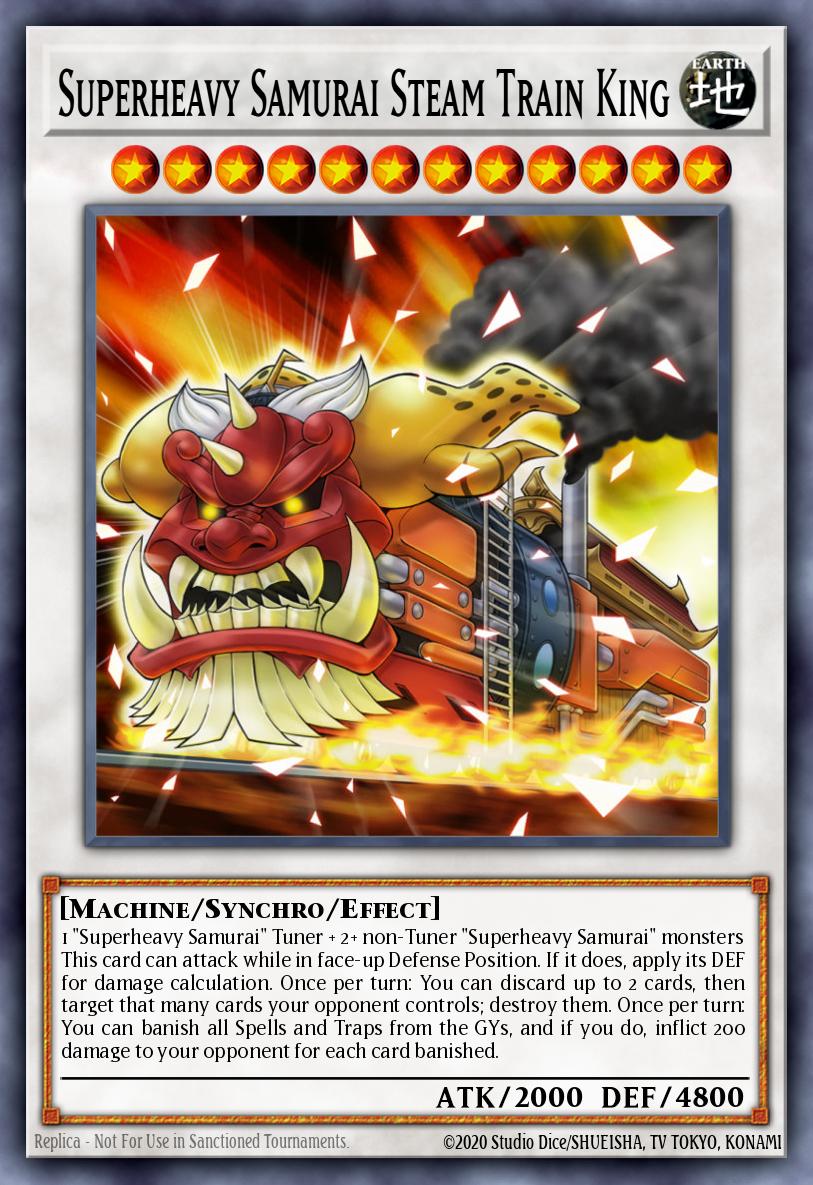 Superheavy Samurai Steam Train King
EARTH
地
[Machine/Synchro/Effect]
1 "Superheavy Samurai" Tuner + 2+ non-Tuner "Superheavy Samurai" monsters
This card can attack while in face-up Defense Position. If it does, apply its DEF
for damage calculation. Once per turn: You can discard up to 2 cards, then
target that many cards your opponent controls; destroy them. Once per turn:
You can banish all Spells and Traps from the GYs, and if you do, inflict 200
damage to your opponent for each card banished.
ATK/2000 DEF/4800
Replica - Not For Use in Sanctioned Tournaments.
©2020 Studio Dice/SHUEISHA, TV TOKYO, KONAMI